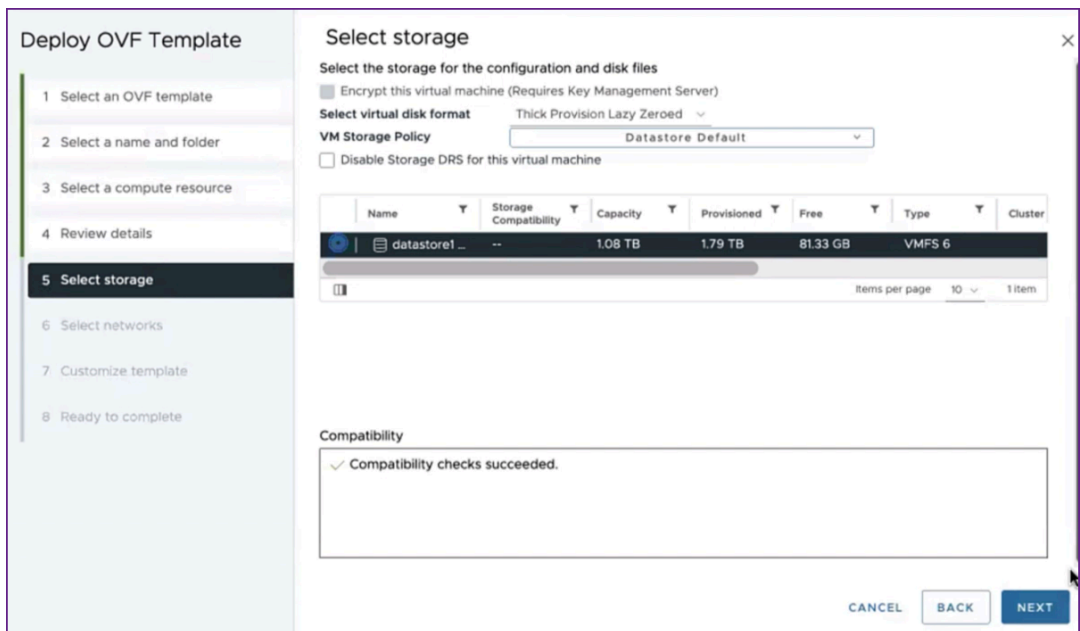 Deploy OVF Template
1 Select an OVF template
2 Select a name and folder
3 Select a compute resource
4 Review details
5 Select storage
6 Select networks
7 Customize template
8 Ready to complete
Select storage
Select the storage for the configuration and disk files
Encrypt this virtual machine (Requires Key Management Server)
Select virtual disk format Thick Provision Lazy Zeroed
VM Storage Policy Datastore Default
Disable Storage DRS for this virtual machine
Name Storage Compatibility Capacity Provisioned Free Type Cluster
datastore1 ... -- 1.08 TB 1.79 TB 81.33 GB VMFS 6
Items per page 10 1 item
Compatibility
Compatibility checks succeeded.
CANCEL BACK NEXT